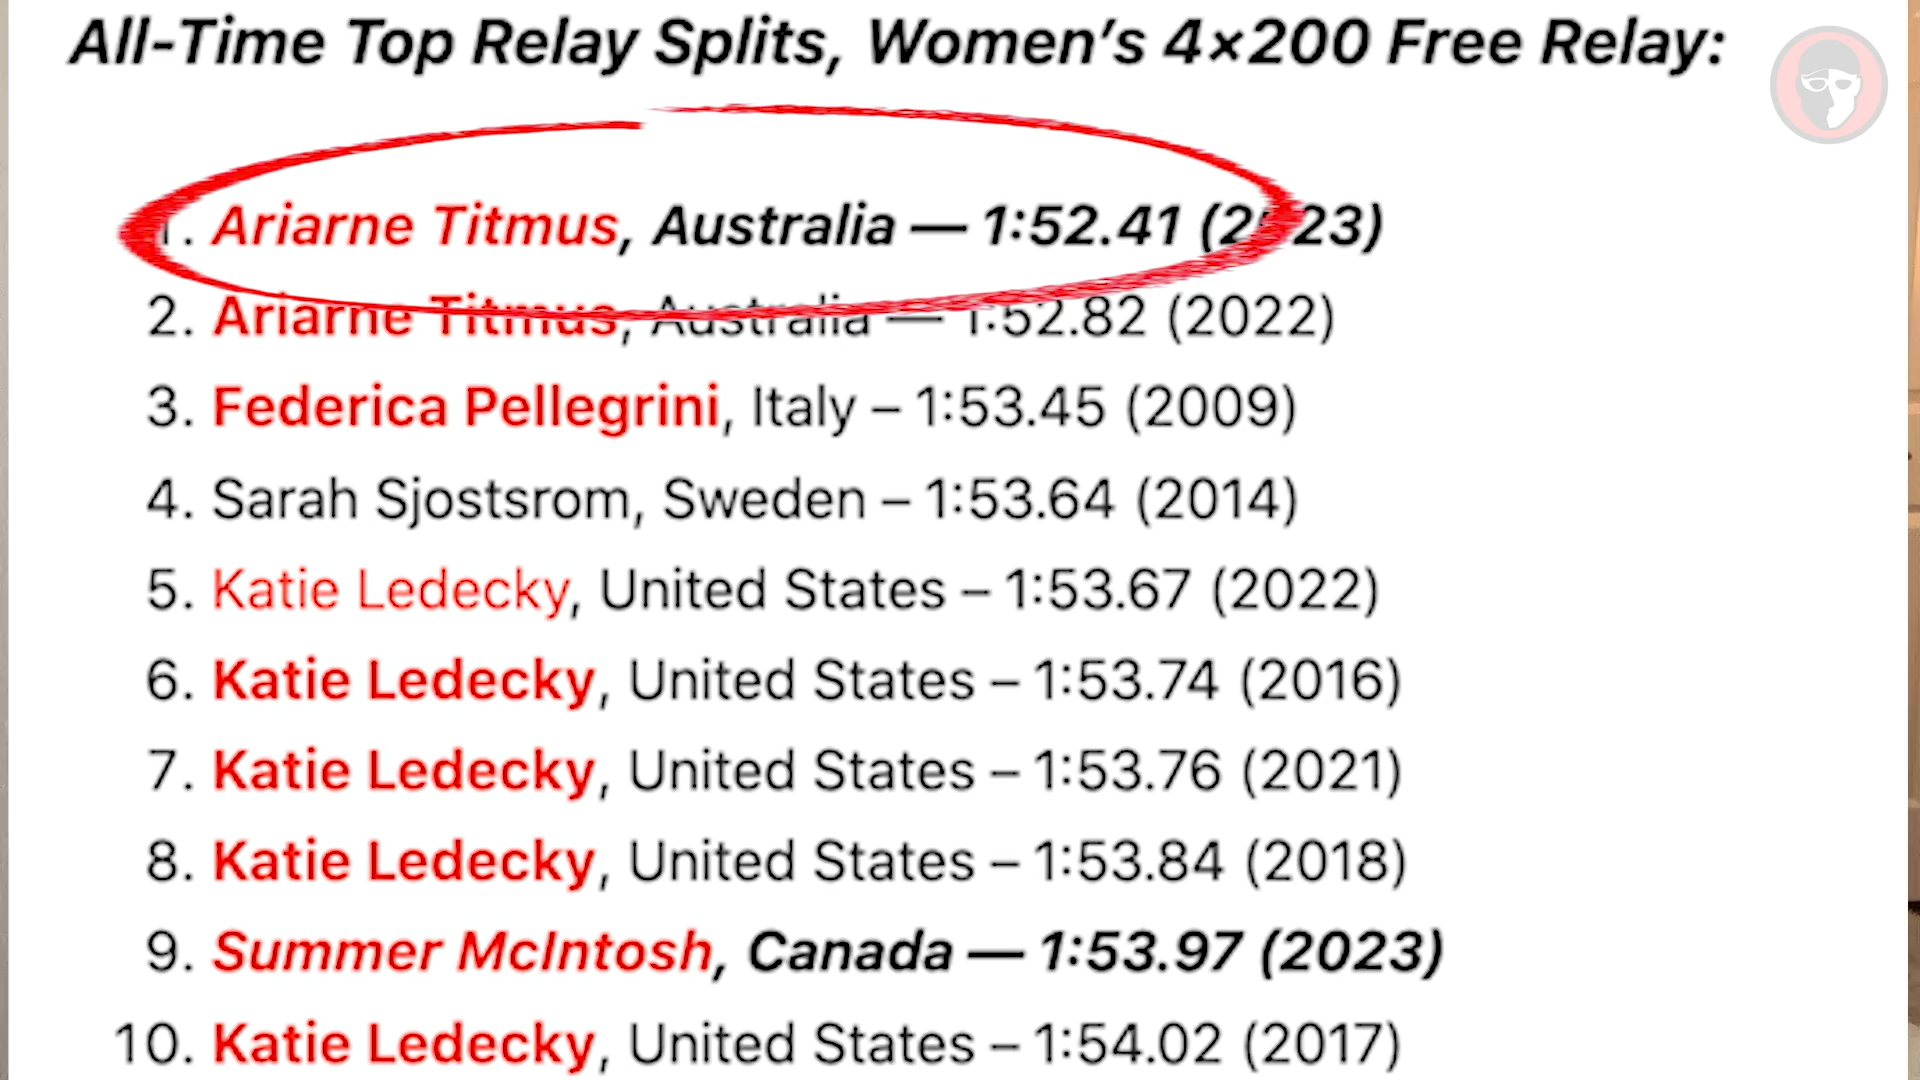 All-Time Top Relay Splits, Women's 4×200 Free Relay:
1. Ariarne Titmus, Australia — 1:52.41 (2023)
2. Ariarne Titmus, Australia — 1:52.82 (2022)
3. Federica Pellegrini, Italy – 1:53.45 (2009)
4. Sarah Sjostsrom, Sweden – 1:53.64 (2014)
5. Katie Ledecky, United States – 1:53.67 (2022)
6. Katie Ledecky, United States – 1:53.74 (2016)
7. Katie Ledecky, United States – 1:53.76 (2021)
8. Katie Ledecky, United States – 1:53.84 (2018)
9. Summer McIntosh, Canada — 1:53.97 (2023)
10. Katie Ledecky, United States – 1:54.02 (2017)